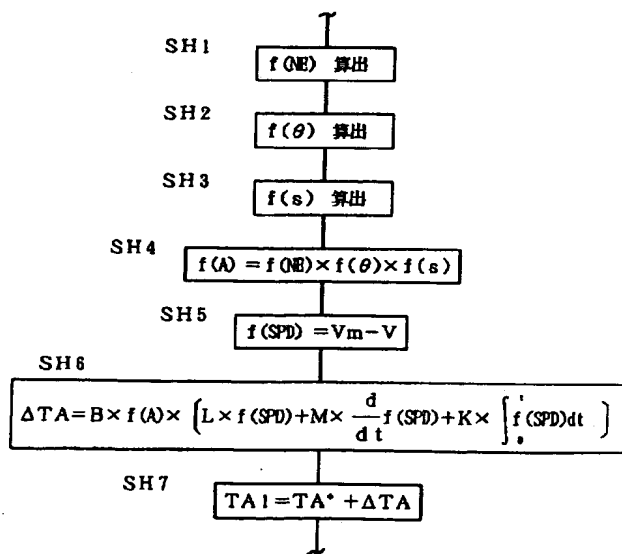 SH1
f(NE) 算出
SH2
f(θ) 算出
SH3
f(s) 算出
SH4
f(A)=f(NE)×f(θ)×f(s)
SH5
f(SPD)=Vm-V
SH6
ΔTA=B×f(A)×[L×f(SPD)+M×d/dt f(SPD)+K×∫f(SPD)dt]
SH7
TA1=TA*+ΔTA